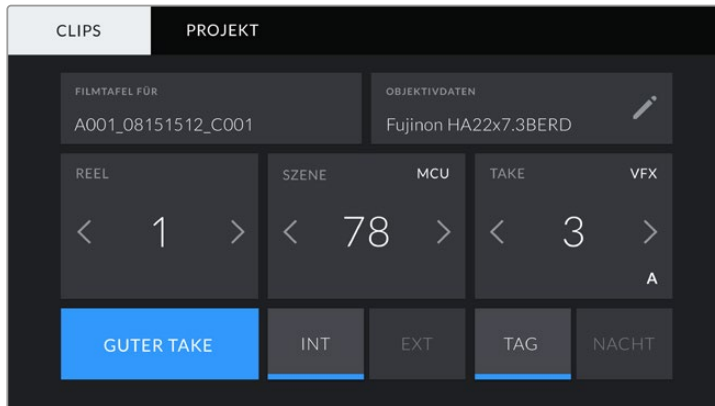 CLIPS PROJEKT
FILMTAFEL FÜR OBJEKTIVDATEN
A001_08151512_C001 Fujinon HA22x7.3BERD
REEL SZENE MCU TAKE VFX
< 1 > < 78 > < 3 >
A
GUTER TAKE INT EXT TAG NACHT